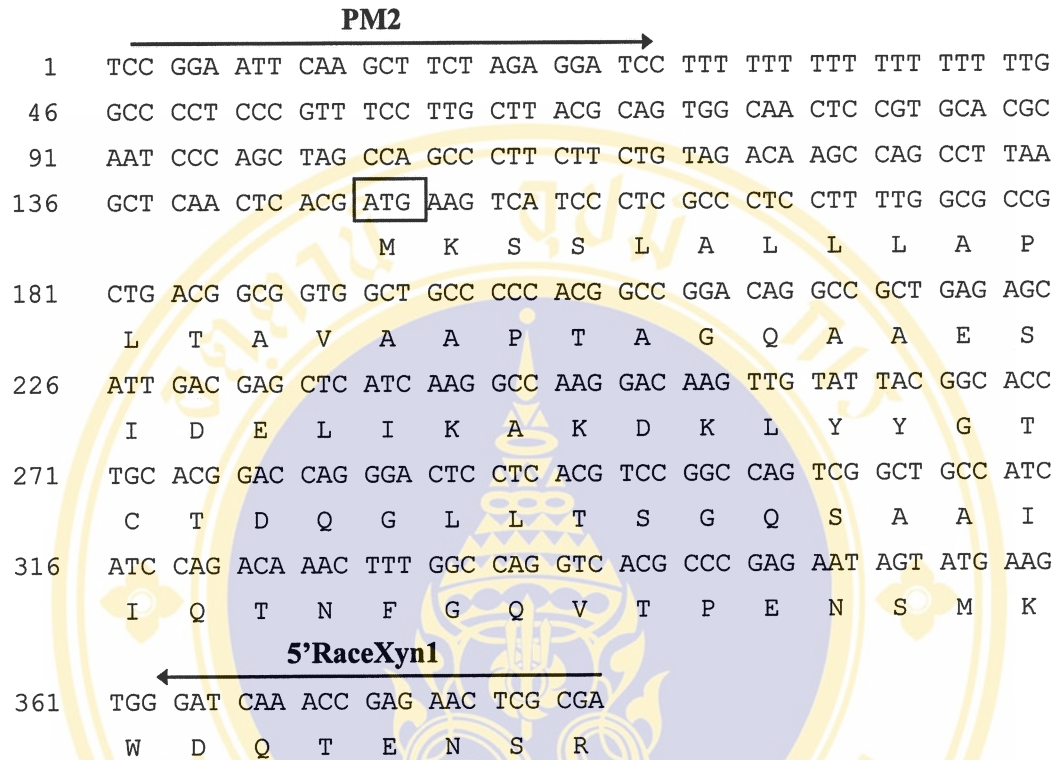 PM2
1 TCC GGA ATT CAA GCT TCT AGA GGA TCC TTT TTT TTT TTT TTT TTG
46 GCC CCT CCC GTT TCC TTG CTT ACG CAG TGG CAA CTC CGT GCA CGC
91 AAT CCC AGC TAG CCA GCC CTT CTT CTG TAG ACA AGC CAG CCT TAA
136 GCT CAA CTC ACG ATG AAG TCA TCC CTC GCC CTC CTT TTG GCG CCG
M K S S L A L L L A P
181 CTG ACG GCG GTG GCT GCC CCC ACG GCC GGA CAG GCC GCT GAG AGC
L T A V A A P T A G Q A A E S
226 ATT GAC GAG CTC ATC AAG GCC AAG GAC AAG TTG TAT TAC GGC ACC
I D E L I K A K D K L Y Y G T
271 TGC ACG GAC CAG GGA CTC CTC ACG TCC GGC CAG TCG GCT GCC ATC
C T D Q G L L T S G Q S A A I
316 ATC CAG ACA AAC TTT GGC CAG GTC ACG CCC GAG AAT AGT ATG AAG
I Q T N F G Q V T P E N S M K
5'RaceXyn1
361 TGG GAT CAA ACC GAG AAC TCG CGA
W D Q T E N S R